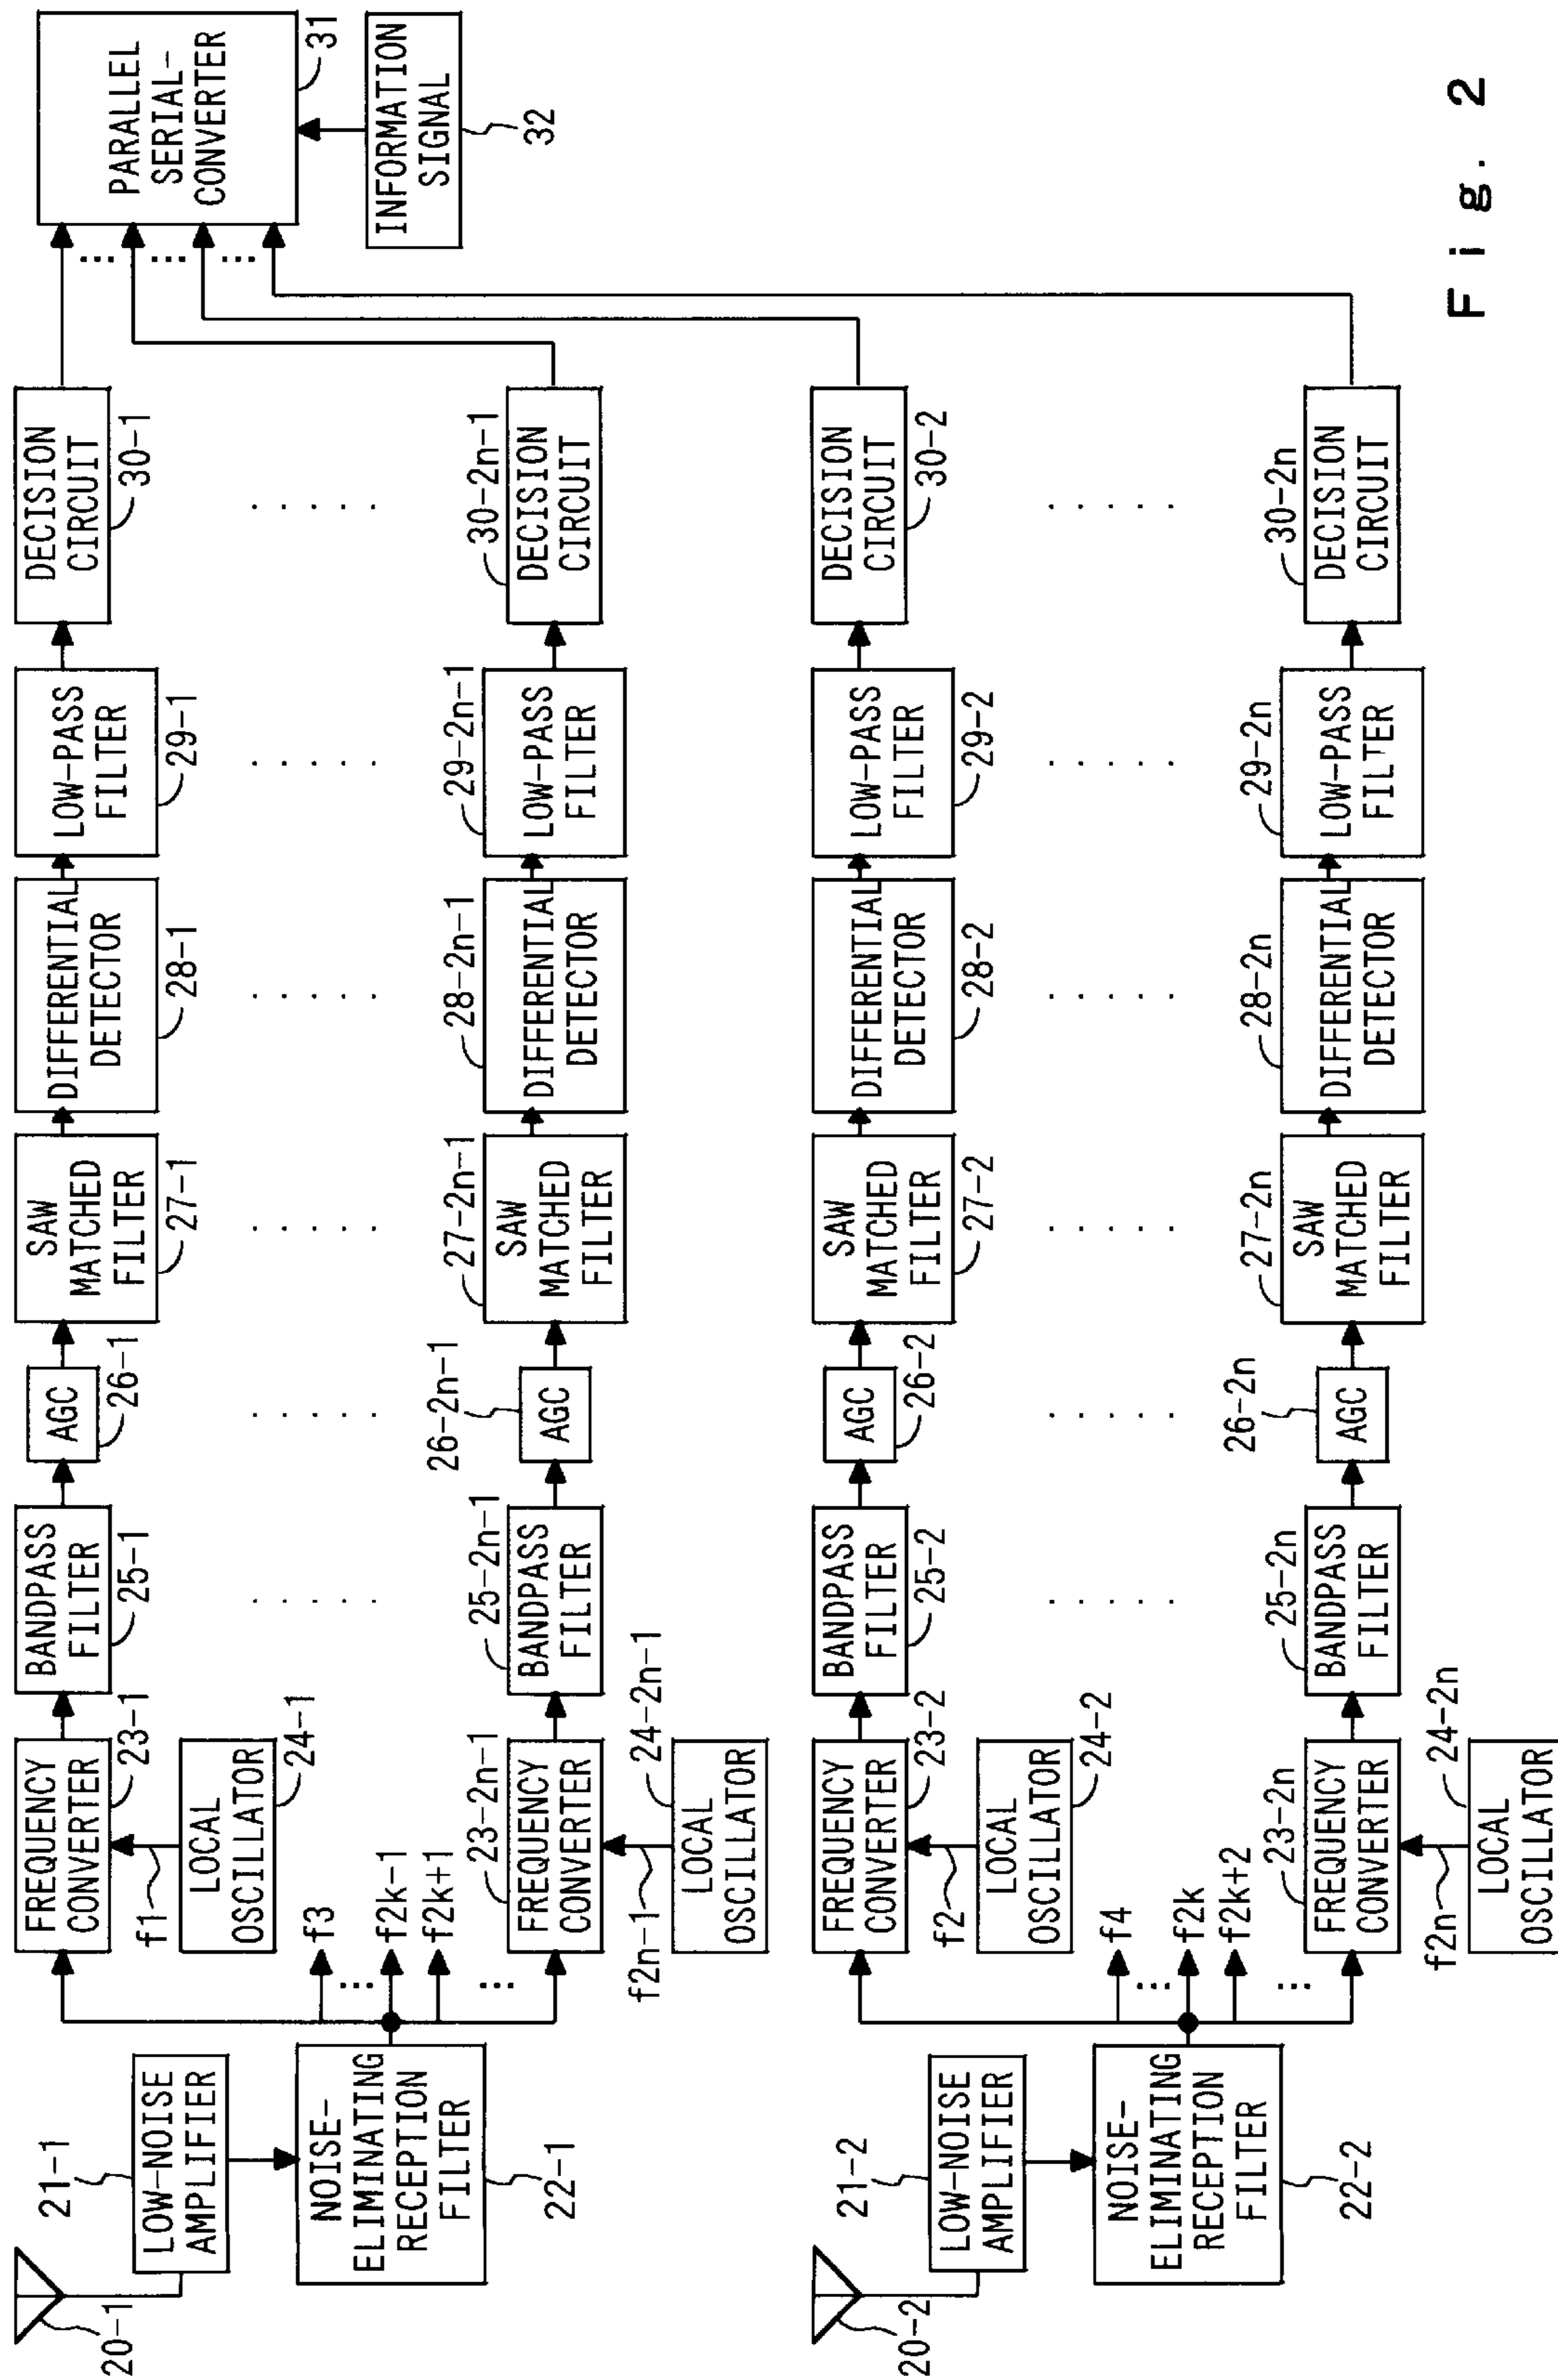 20-1
21-1
LOW-NOISE
AMPLIFIER
NOISE-
ELIMINATING
RECEPTION
FILTER
22-1
f3
...
f2k-1
f2k+1
...
FREQUENCY
CONVERTER
23-1
f1
LOCAL
OSCILLATOR
24-1
BANDPASS
FILTER
25-1
AGC
26-1
SAW
MATCHED
FILTER
27-1
DIFFERENTIAL
DETECTOR
28-1
LOW-PASS
FILTER
29-1
DECISION
CIRCUIT
30-1
23-2n-1
FREQUENCY
CONVERTER
f2n-1
24-2n-1
LOCAL
OSCILLATOR
25-2n-1
BANDPASS
FILTER
26-2n-1
AGC
27-2n-1
SAW
MATCHED
FILTER
28-2n-1
DIFFERENTIAL
DETECTOR
29-2n-1
LOW-PASS
FILTER
30-2n-1
DECISION
CIRCUIT
PARALLEL
SERIAL-
CONVERTER
31
INFORMATION
SIGNAL
32
20-2
21-2
LOW-NOISE
AMPLIFIER
NOISE-
ELIMINATING
RECEPTION
FILTER
22-2
f4
...
f2k
f2k+2
...
FREQUENCY
CONVERTER
23-2
f2
LOCAL
OSCILLATOR
24-2
BANDPASS
FILTER
25-2
AGC
26-2
SAW
MATCHED
FILTER
27-2
DIFFERENTIAL
DETECTOR
28-2
LOW-PASS
FILTER
29-2
DECISION
CIRCUIT
30-2
23-2n
FREQUENCY
CONVERTER
f2n
24-2n
LOCAL
OSCILLATOR
25-2n
BANDPASS
FILTER
26-2n
AGC
27-2n
SAW
MATCHED
FILTER
28-2n
DIFFERENTIAL
DETECTOR
29-2n
LOW-PASS
FILTER
30-2n
DECISION
CIRCUIT
Fig. 2